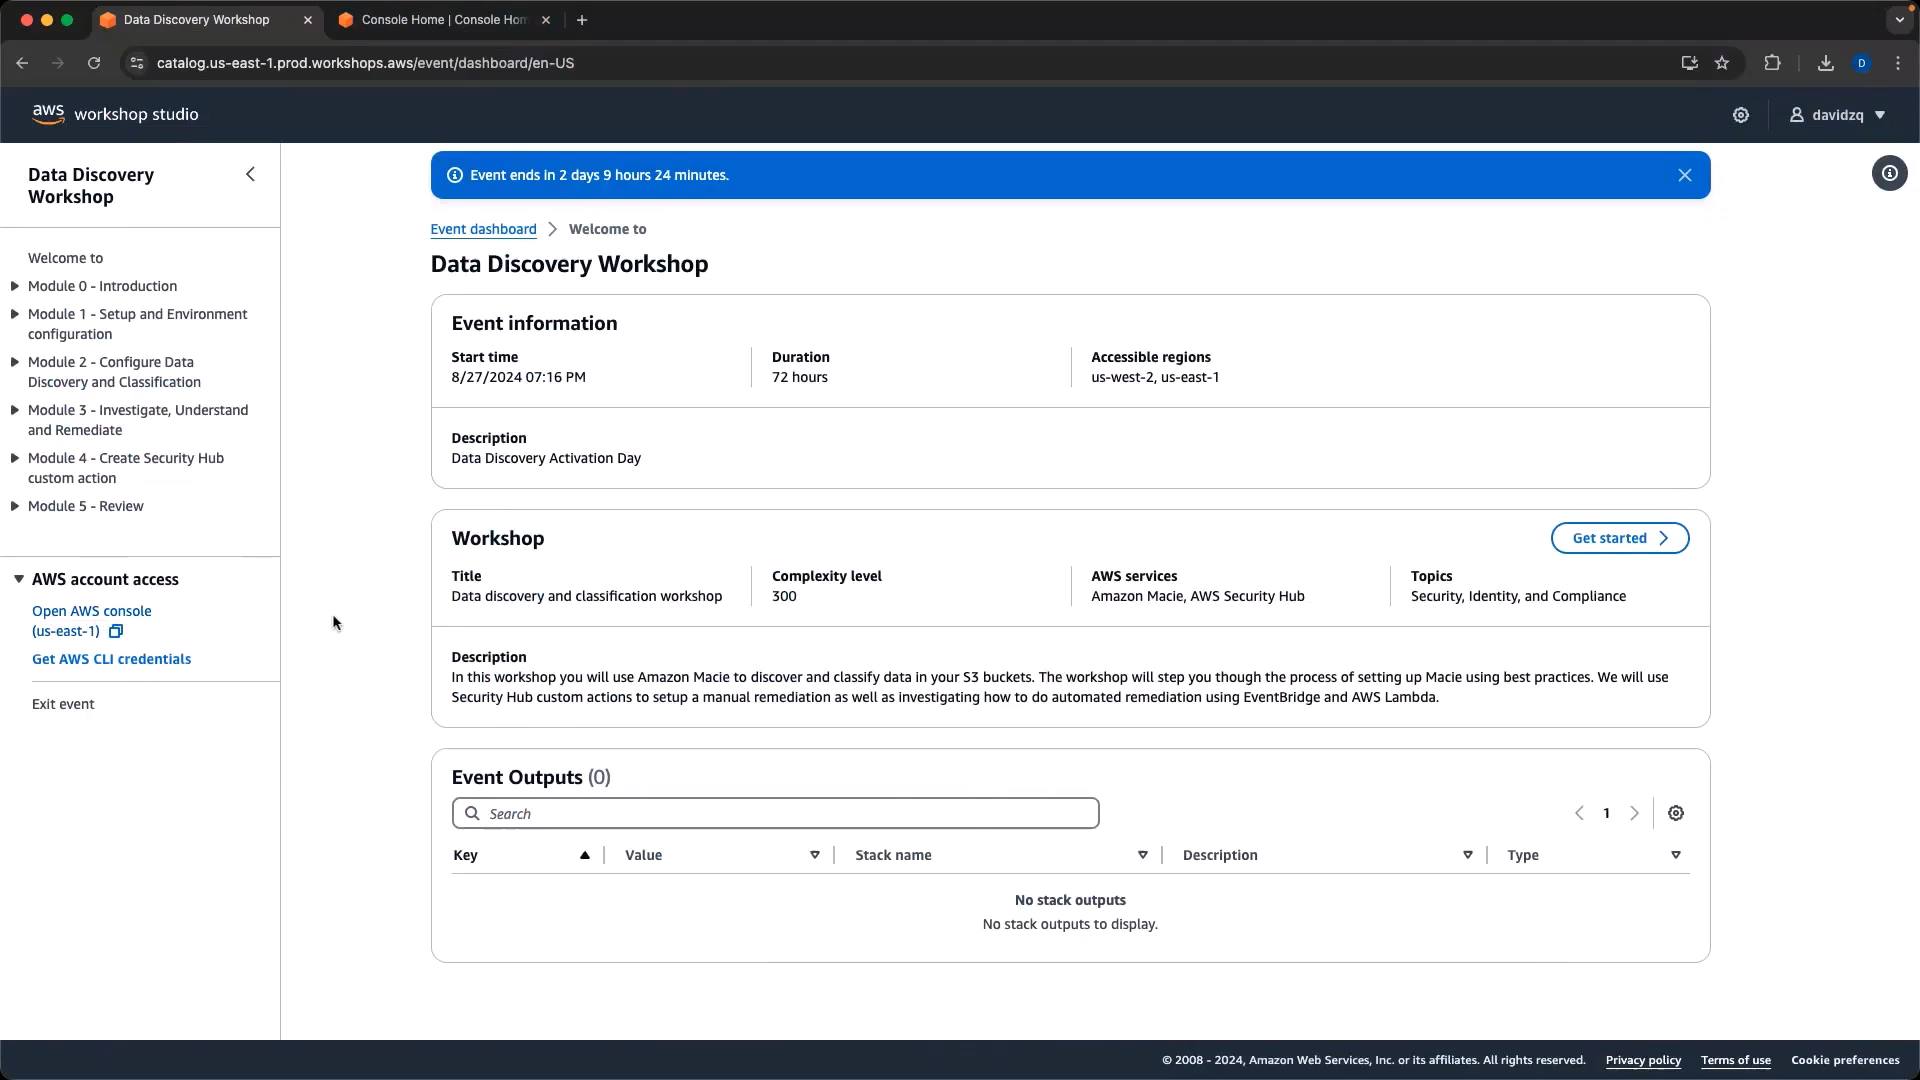 Data Discovery Workshop
Console Home | Console Hom
catalog.us-east-1.prod.workshops.aws/event/dashboard/en-US
D
aws workshop studio
davidzq
Data Discovery
Workshop
Welcome to
Module 0 - Introduction
Module 1 - Setup and Environment
configuration
Module 2 - Configure Data
Discovery and Classification
Module 3 - Investigate, Understand
and Remediate
Module 4 - Create Security Hub
custom action
Module 5 - Review
AWS account access
Open AWS console
(us-east-1)
Get AWS CLI credentials
Exit event
Event ends in 2 days 9 hours 24 minutes.
Event dashboard > Welcome to
Data Discovery Workshop
Event information
Start time
8/27/2024 07:16 PM
Duration
72 hours
Accessible regions
us-west-2, us-east-1
Description
Data Discovery Activation Day
Workshop
Get started
Title
Data discovery and classification workshop
Complexity level
300
AWS services
Amazon Macie, AWS Security Hub
Topics
Security, Identity, and Compliance
Description
In this workshop you will use Amazon Macie to discover and classify data in your S3 buckets. The workshop will step you though the process of setting up Macie using best practices. We will use
Security Hub custom actions to setup a manual remediation as well as investigating how to do automated remediation using EventBridge and AWS Lambda.
Event Outputs (0)
Search
1
Key Value Stack name Description Type
No stack outputs
No stack outputs to display.
© 2008 - 2024, Amazon Web Services, Inc. or its affiliates. All rights reserved. Privacy policy Terms of use Cookie preferences